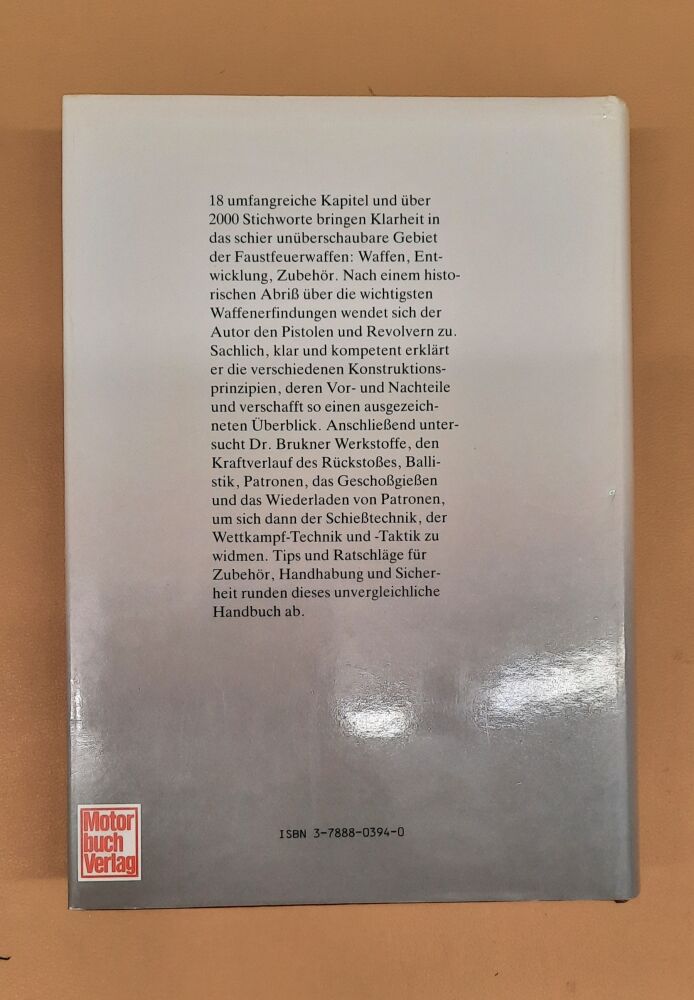 18 umfangreiche Kapitel und über
2000 Stichworte bringen Klarheit in
das schier unüberschaubare Gebiet
der Faustfeuerwaffen: Waffen, Ent-
wicklung, Zubehör. Nach einem histo-
rischen Abriß über die wichtigsten
Waffenerfindungen wendet sich der
Autor den Pistolen und Revolvern zu.
Sachlich, klar und kompetent erklärt
er die verschiedenen Konstruktions-
prinzipien, deren Vor- und Nachteile
und verschafft so einen ausgezeich-
neten Überblick. Anschließend unter-
sucht Dr. Brukner Werkstoffe, den
Kraftverlauf des Rückstoßes, Balli-
stik, Patronen, das Geschoßgießen
und das Wiederladen von Patronen,
um sich dann der Schießtechnik, der
Wettkampf-Technik und -Taktik zu
widmen. Tips und Ratschläge für
Zubehör, Handhabung und Sicher-
heit runden dieses unvergleichliche
Handbuch ab.
ISBN 3-7888-0394-0
Motor
buch
Verlag